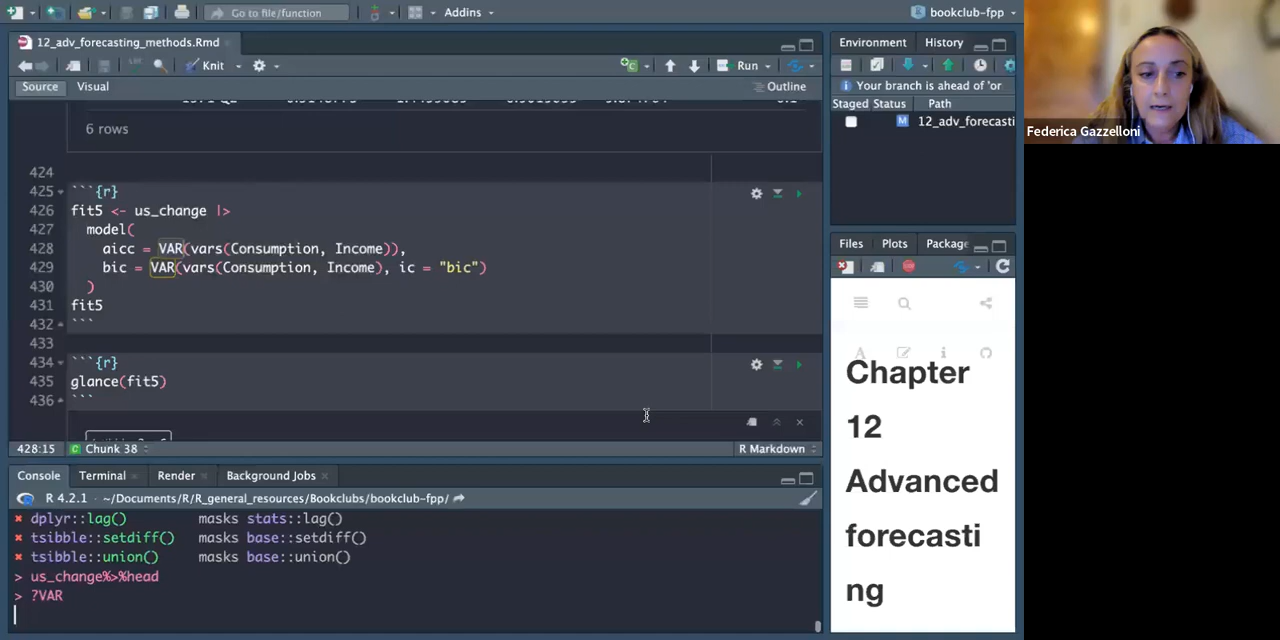 Go to file/function
Addins
bookclub-fpp
12_adv_forecasting_methods.Rmd
Knit
Run
Source
Visual
Outline
6 rows
424
425 ```{r}
426 fit5 <- us_change |>
427 model(
428 aicc = VAR(vars(Consumption, Income)),
429 bic = VAR(vars(Consumption, Income), ic = "bic")
430 )
431 fit5
432 ```
433
434 ```{r}
435 glance(fit5)
436 ```
428:15
Chunk 38
R Markdown
Console
Terminal
Render
Background Jobs
R 4.2.1 · ~/Documents/R/R_general_resources/Bookclubs/bookclub-fpp/
✖ dplyr::lag() masks stats::lag()
✖ tsibble::setdiff() masks base::setdiff()
✖ tsibble::union() masks base::union()
> us_change%>%head
> ?VAR
Environment
History
Your branch is ahead of 'or
Staged Status Path
M 12_adv_forecasti
Files
Plots
Package
Chapter
12
Advanced
forecasti
ng
Federica Gazzelloni